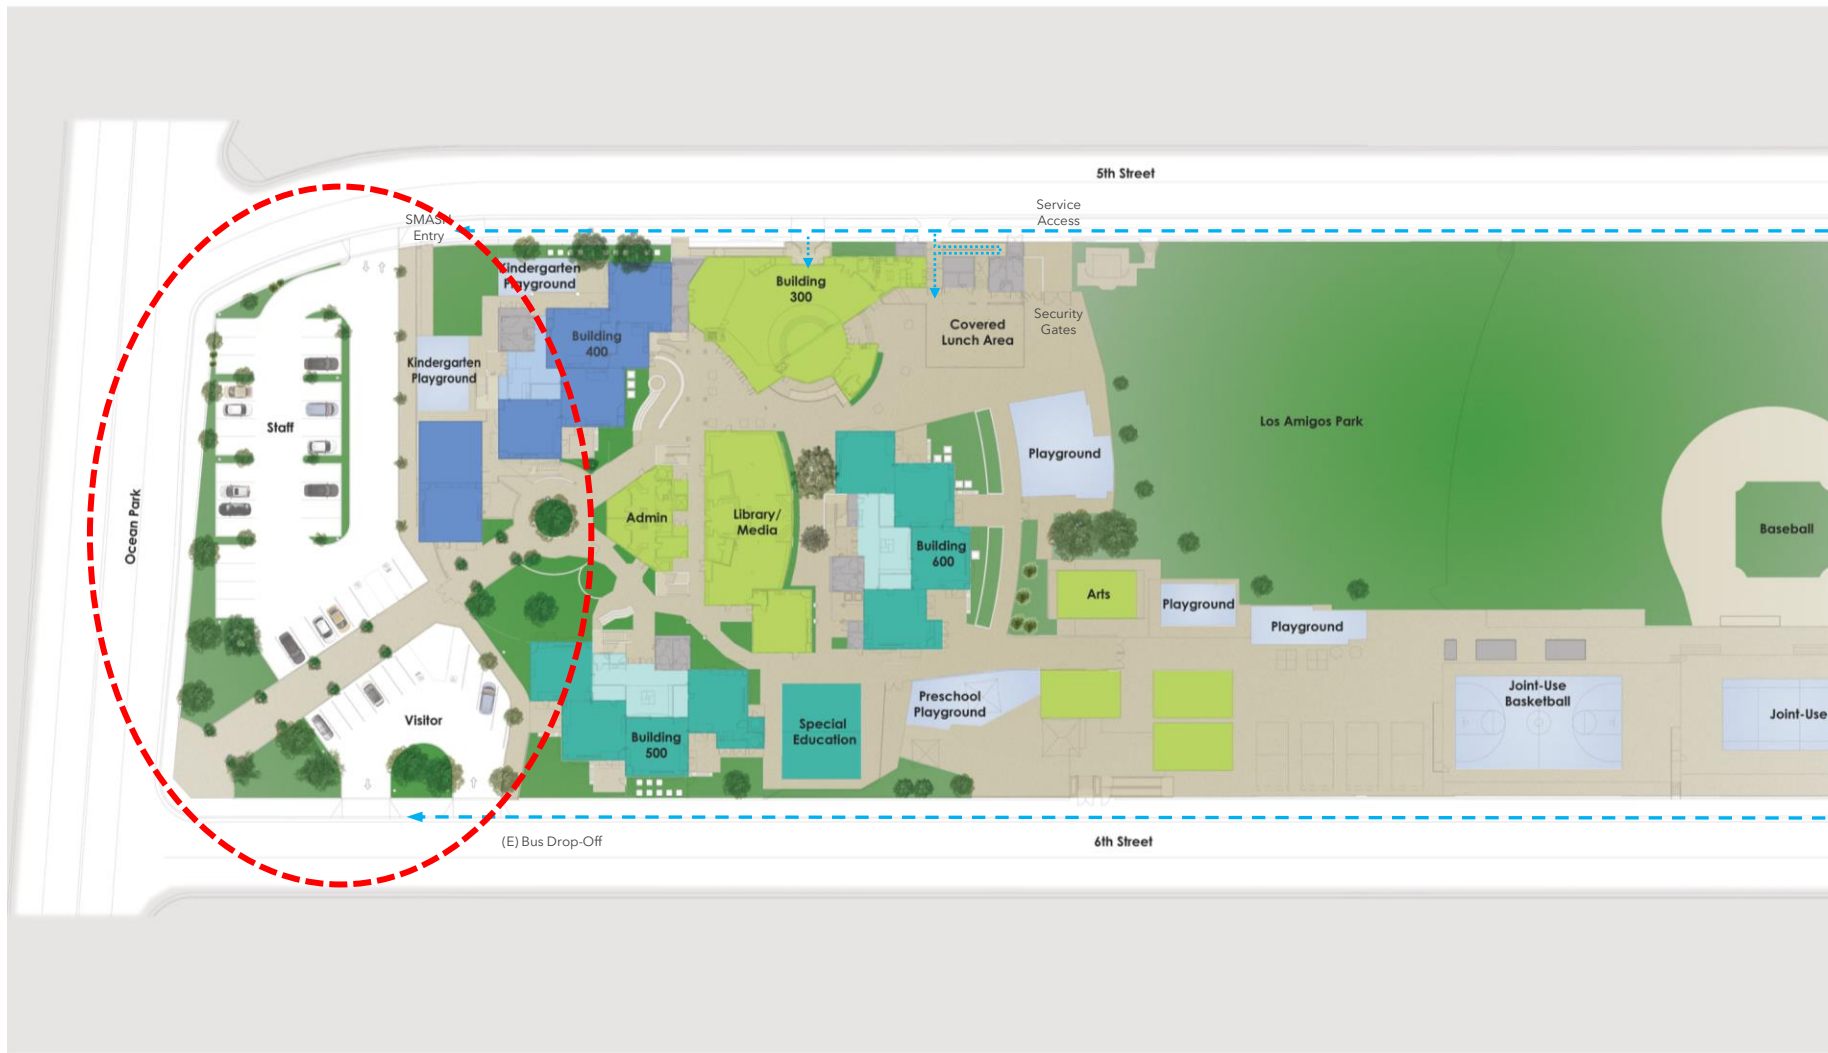 5th Street
SMASH
Entry
Service
Access
Kindergarten
Playground
Building
300
Security
Gates
Covered
Lunch Area
Building
400
Kindergarten
Playground
Staff
Los Amigos Park
Playground
Ocean Park
Admin
Library/
Media
Building
600
Baseball
Arts
Playground
Playground
Preschool
Playground
Joint-Use
Basketball
Joint-Use
Visitor
Building
500
Special
Education
(E) Bus Drop-Off
6th Street